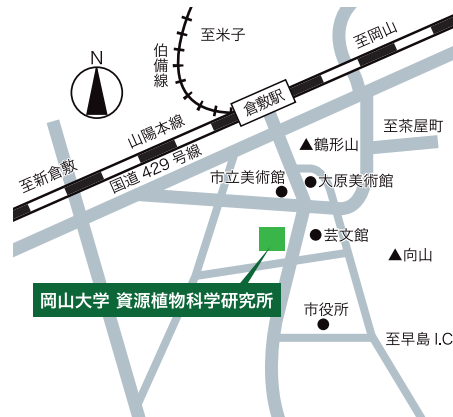 至岡山
至米子
伯備線
N
倉敷駅
至茶屋町
山陽本線
鶴形山
国道429号線
至新倉敷
市立美術館
大原美術館
芸文館
向山
岡山大学 資源植物科学研究所
市役所
至早島 I.C